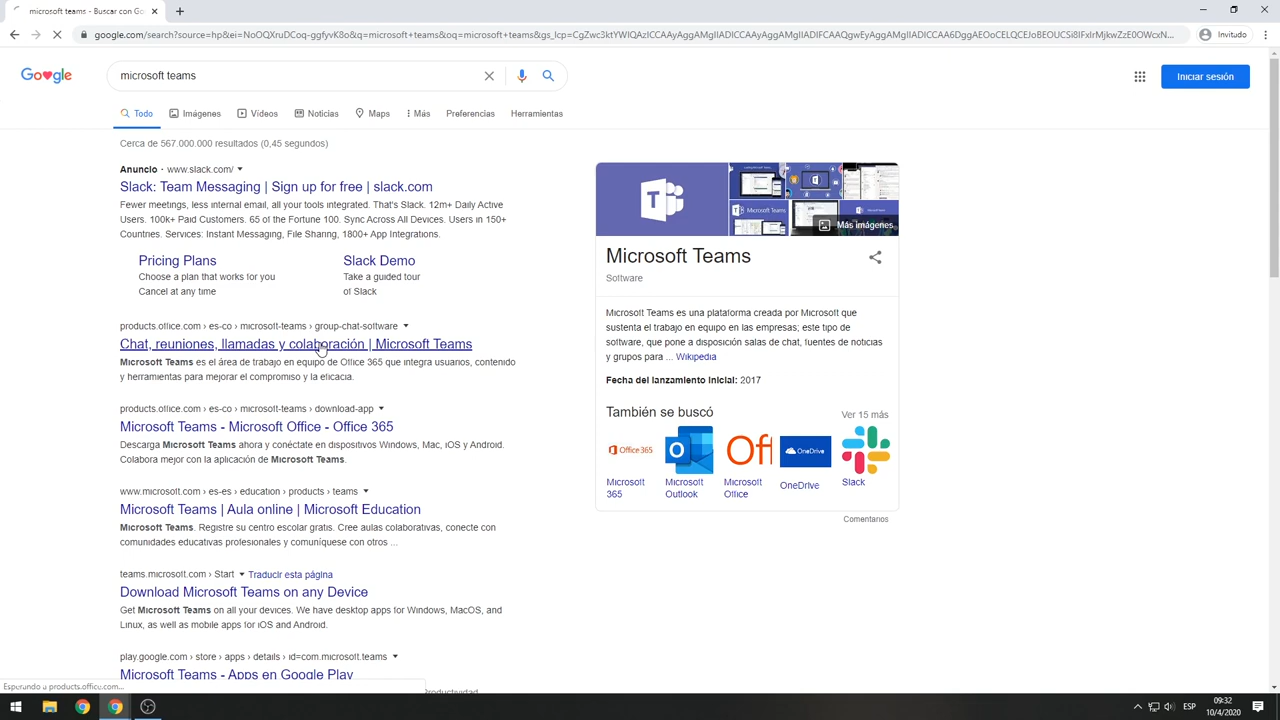 microsoft teams - Buscar con Go
google.com/search?source=hp&ei=NoOQXruDCoq-ggfyvK8o&q=microsoft+teams&oq=microsoft+teams&gs_lcp=
Invitado
Google
microsoft teams
Iniciar sesión
Todo
Imágenes
Vídeos
Noticias
Maps
Más
Preferencias
Herramientas
Cerca de 567.000.000 resultados (0,45 segundos)
Anuncio · www.slack.com/
Slack: Team Messaging | Sign up for free | slack.com
Fewer meetings, less internal email, all your tools integrated. That's Slack. 12m+ Daily Active
Users. 101K+ Paid Customers. 65 of the Fortune 100. Sync Across All Devices. Users in 150+
Countries. Services: Instant Messaging, File Sharing, 1800+ App Integrations.
Pricing Plans
Choose a plan that works for you
Cancel at any time
Slack Demo
Take a guided tour
of Slack
products.office.com › es-co › microsoft-teams › group-chat-software
Chat, reuniones, llamadas y colaboración | Microsoft Teams
Microsoft Teams es el área de trabajo en equipo de Office 365 que integra usuarios, contenido
y herramientas para mejorar el compromiso y la eficacia.
products.office.com › es-co › microsoft-teams › download-app
Microsoft Teams - Microsoft Office - Office 365
Descarga Microsoft Teams ahora y conéctate en dispositivos Windows, Mac, iOS y Android.
Colabora mejor con la aplicación de Microsoft Teams.
www.microsoft.com › es-es › education › products › teams
Microsoft Teams | Aula online | Microsoft Education
Microsoft Teams. Registre su centro escolar gratis. Cree aulas colaborativas, conecte con
comunidades educativas profesionales y comuníquese con otros ...
teams.microsoft.com › Start
Traducir esta página
Download Microsoft Teams on any Device
Get Microsoft Teams on all your devices. We have desktop apps for Windows, MacOS, and
Linux, as well as mobile apps for iOS and Android.
play.google.com › store › apps › details › id=com.microsoft.teams
Microsoft Teams - Apps en Google Play
Productividad
Más imágenes
Microsoft Teams
Software
Microsoft Teams es una plataforma creada por Microsoft que
sustenta el trabajo en equipo en las empresas; este tipo de
software, que pone a disposición salas de chat, fuentes de noticias
y grupos para ... Wikipedia
Fecha del lanzamiento inicial: 2017
También se buscó
Ver 15 más
Office 365
OneDrive
Microsoft
365
Microsoft
Outlook
Microsoft
Office
OneDrive
Slack
Comentarios
Esperando a products.office.com...
ESP
09:32
10/4/2020